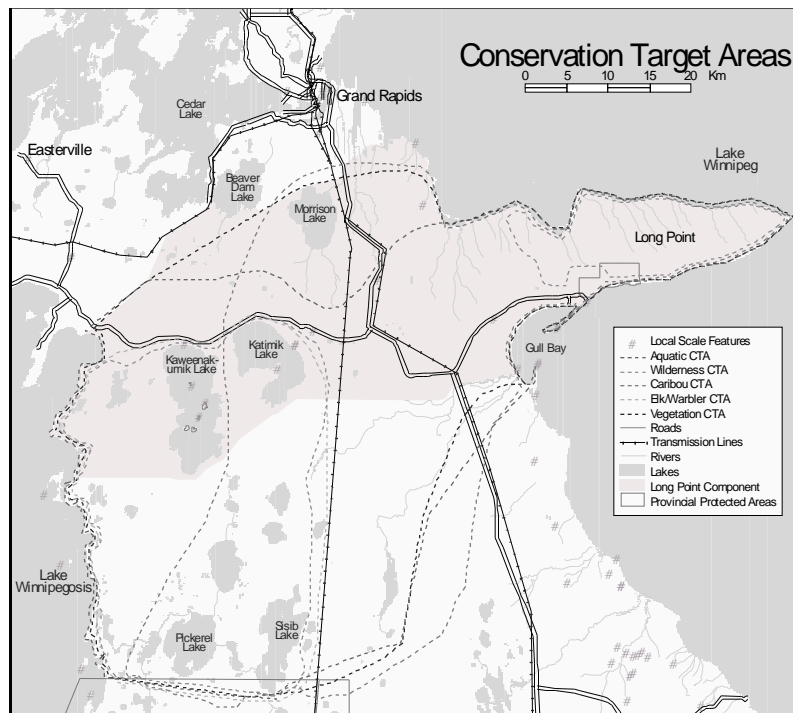 Conservation Target Areas
0 5 10 15 20 Km
Grand Rapids
Cedar
Lake
Easterville
Lake
Winnipeg
Beaver
Dam
Lake
Morrison
Lake
Long Point
Gull Bay
Katimik
Lake
Kaweenak-
umik Lake
Local Scale Features
Aquatic CTA
Wilderness CTA
Caribou CTA
Elk/Warbler CTA
Vegetation CTA
Roads
Transmission Lines
Rivers
Lakes
Long Point Component
Provincial Protected Areas
Lake
Winnipegosis
Pickerel
Lake
Sisib
Lake